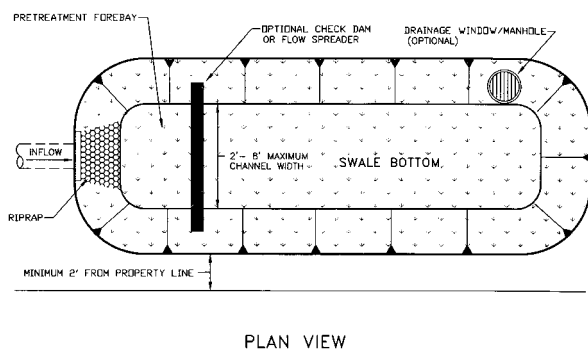 PRETREATMENT FOREBAY
OPTIONAL CHECK DAM
OR FLOW SPREADER
DRAINAGE WINDOW/MANHOLE
(OPTIONAL)
INFLOW
2'- 8' MAXIMUM
CHANNEL WIDTH
SWALE BOTTOM
RIPRAP
MINIMUM 2' FROM PROPERTY LINE
PLAN VIEW